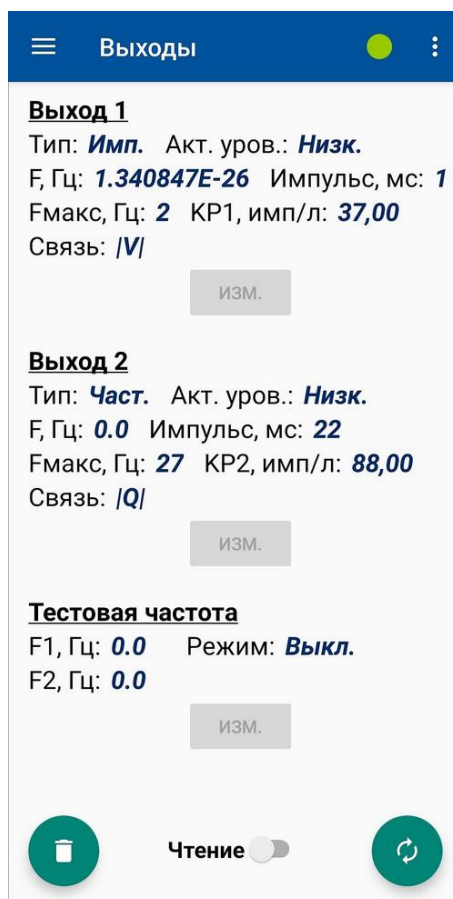 Выходы
Выход 1
Тип: Имп. Акт. уров.: Низк.
F, Гц: 1.340847E-26 Импульс, мс: 1
Fмакс, Гц: 2 KP1, имп/л: 37,00
Связь: |V|
изм.
Выход 2
Тип: Част. Акт. уров.: Низк.
F, Гц: 0.0 Импульс, мс: 22
Fмакс, Гц: 27 KP2, имп/л: 88,00
Связь: |Q|
изм.
Тестовая частота
F1, Гц: 0.0 Режим: Выкл.
F2, Гц: 0.0
изм.
Чтение